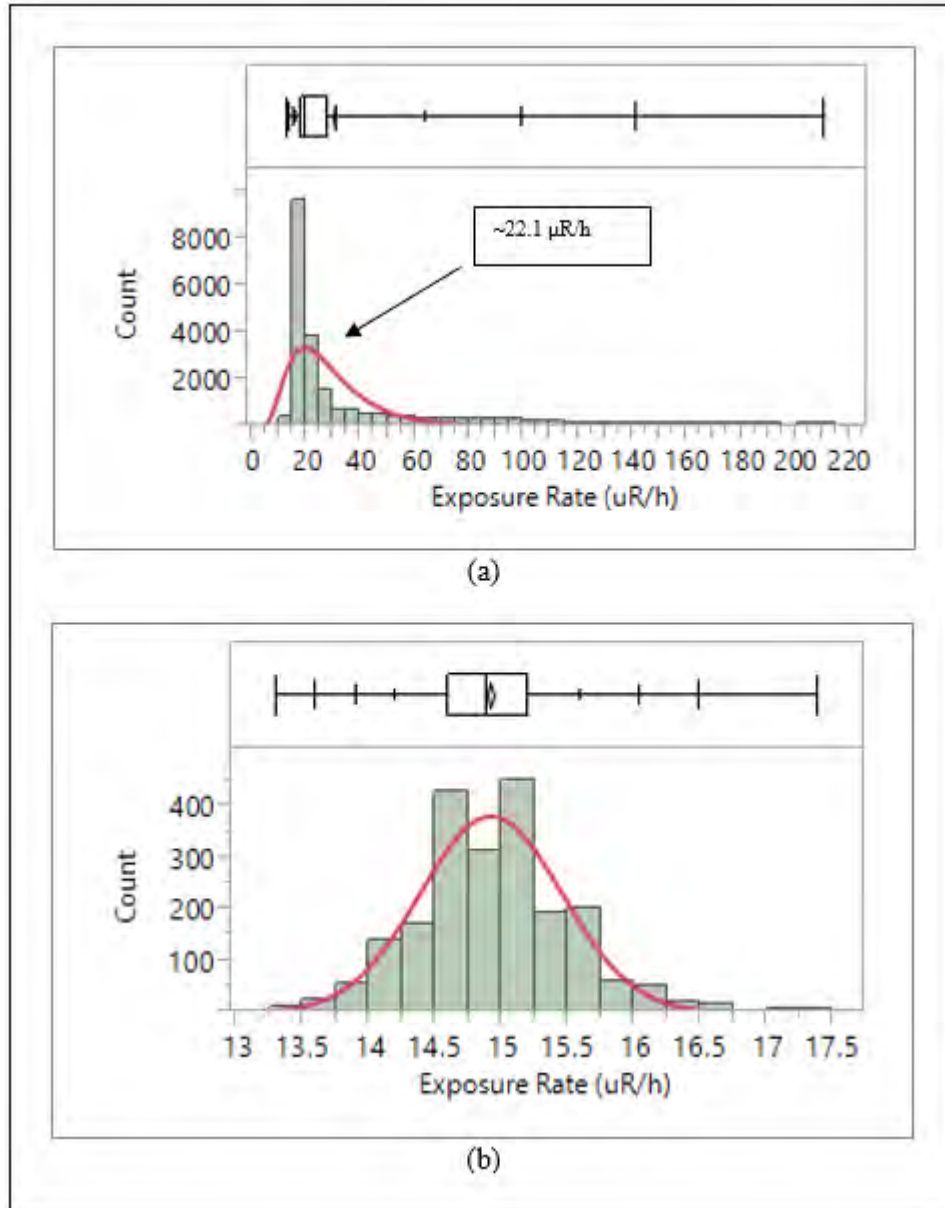 ~22.1 µR/h
8000
6000
4000
2000
Count
0 20 40 60 80 100 120 140 160 180 200 220
Exposure Rate (uR/h)
(a)
400
300
200
100
Count
13 13.5 14 14.5 15 15.5 16 16.5 17 17.5
Exposure Rate (uR/h)
(b)